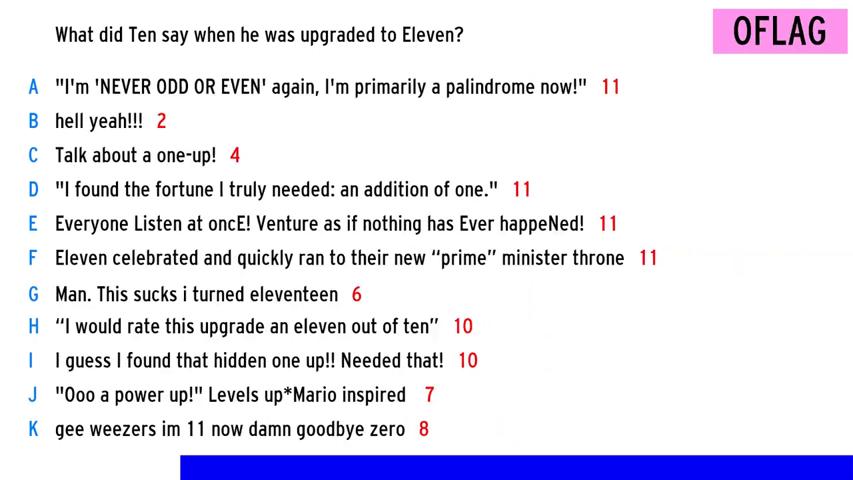 What did Ten say when he was upgraded to Eleven?
OFLAG
A "I'm 'NEVER ODD OR EVEN' again, I'm primarily a palindrome now!" 11
B hell yeah!!! 2
C Talk about a one-up! 4
D "I found the fortune I truly needed: an addition of one." 11
E Everyone Listen at oncE! Venture as if nothing has Ever happeNed! 11
F Eleven celebrated and quickly ran to their new “prime” minister throne 11
G Man. This sucks i turned eleventeen 6
H “I would rate this upgrade an eleven out of ten” 10
I I guess I found that hidden one up!! Needed that! 10
J "Ooo a power up!" Levels up*Mario inspired 7
K gee weezers im 11 now damn goodbye zero 8